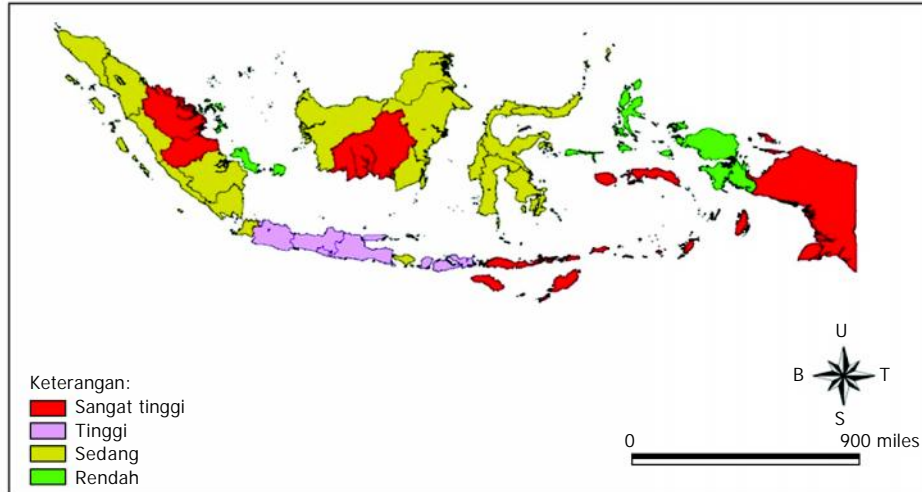 U
B T
S
Keterangan:
Sangat tinggi
Tinggi
Sedang
Rendah
0 900 miles